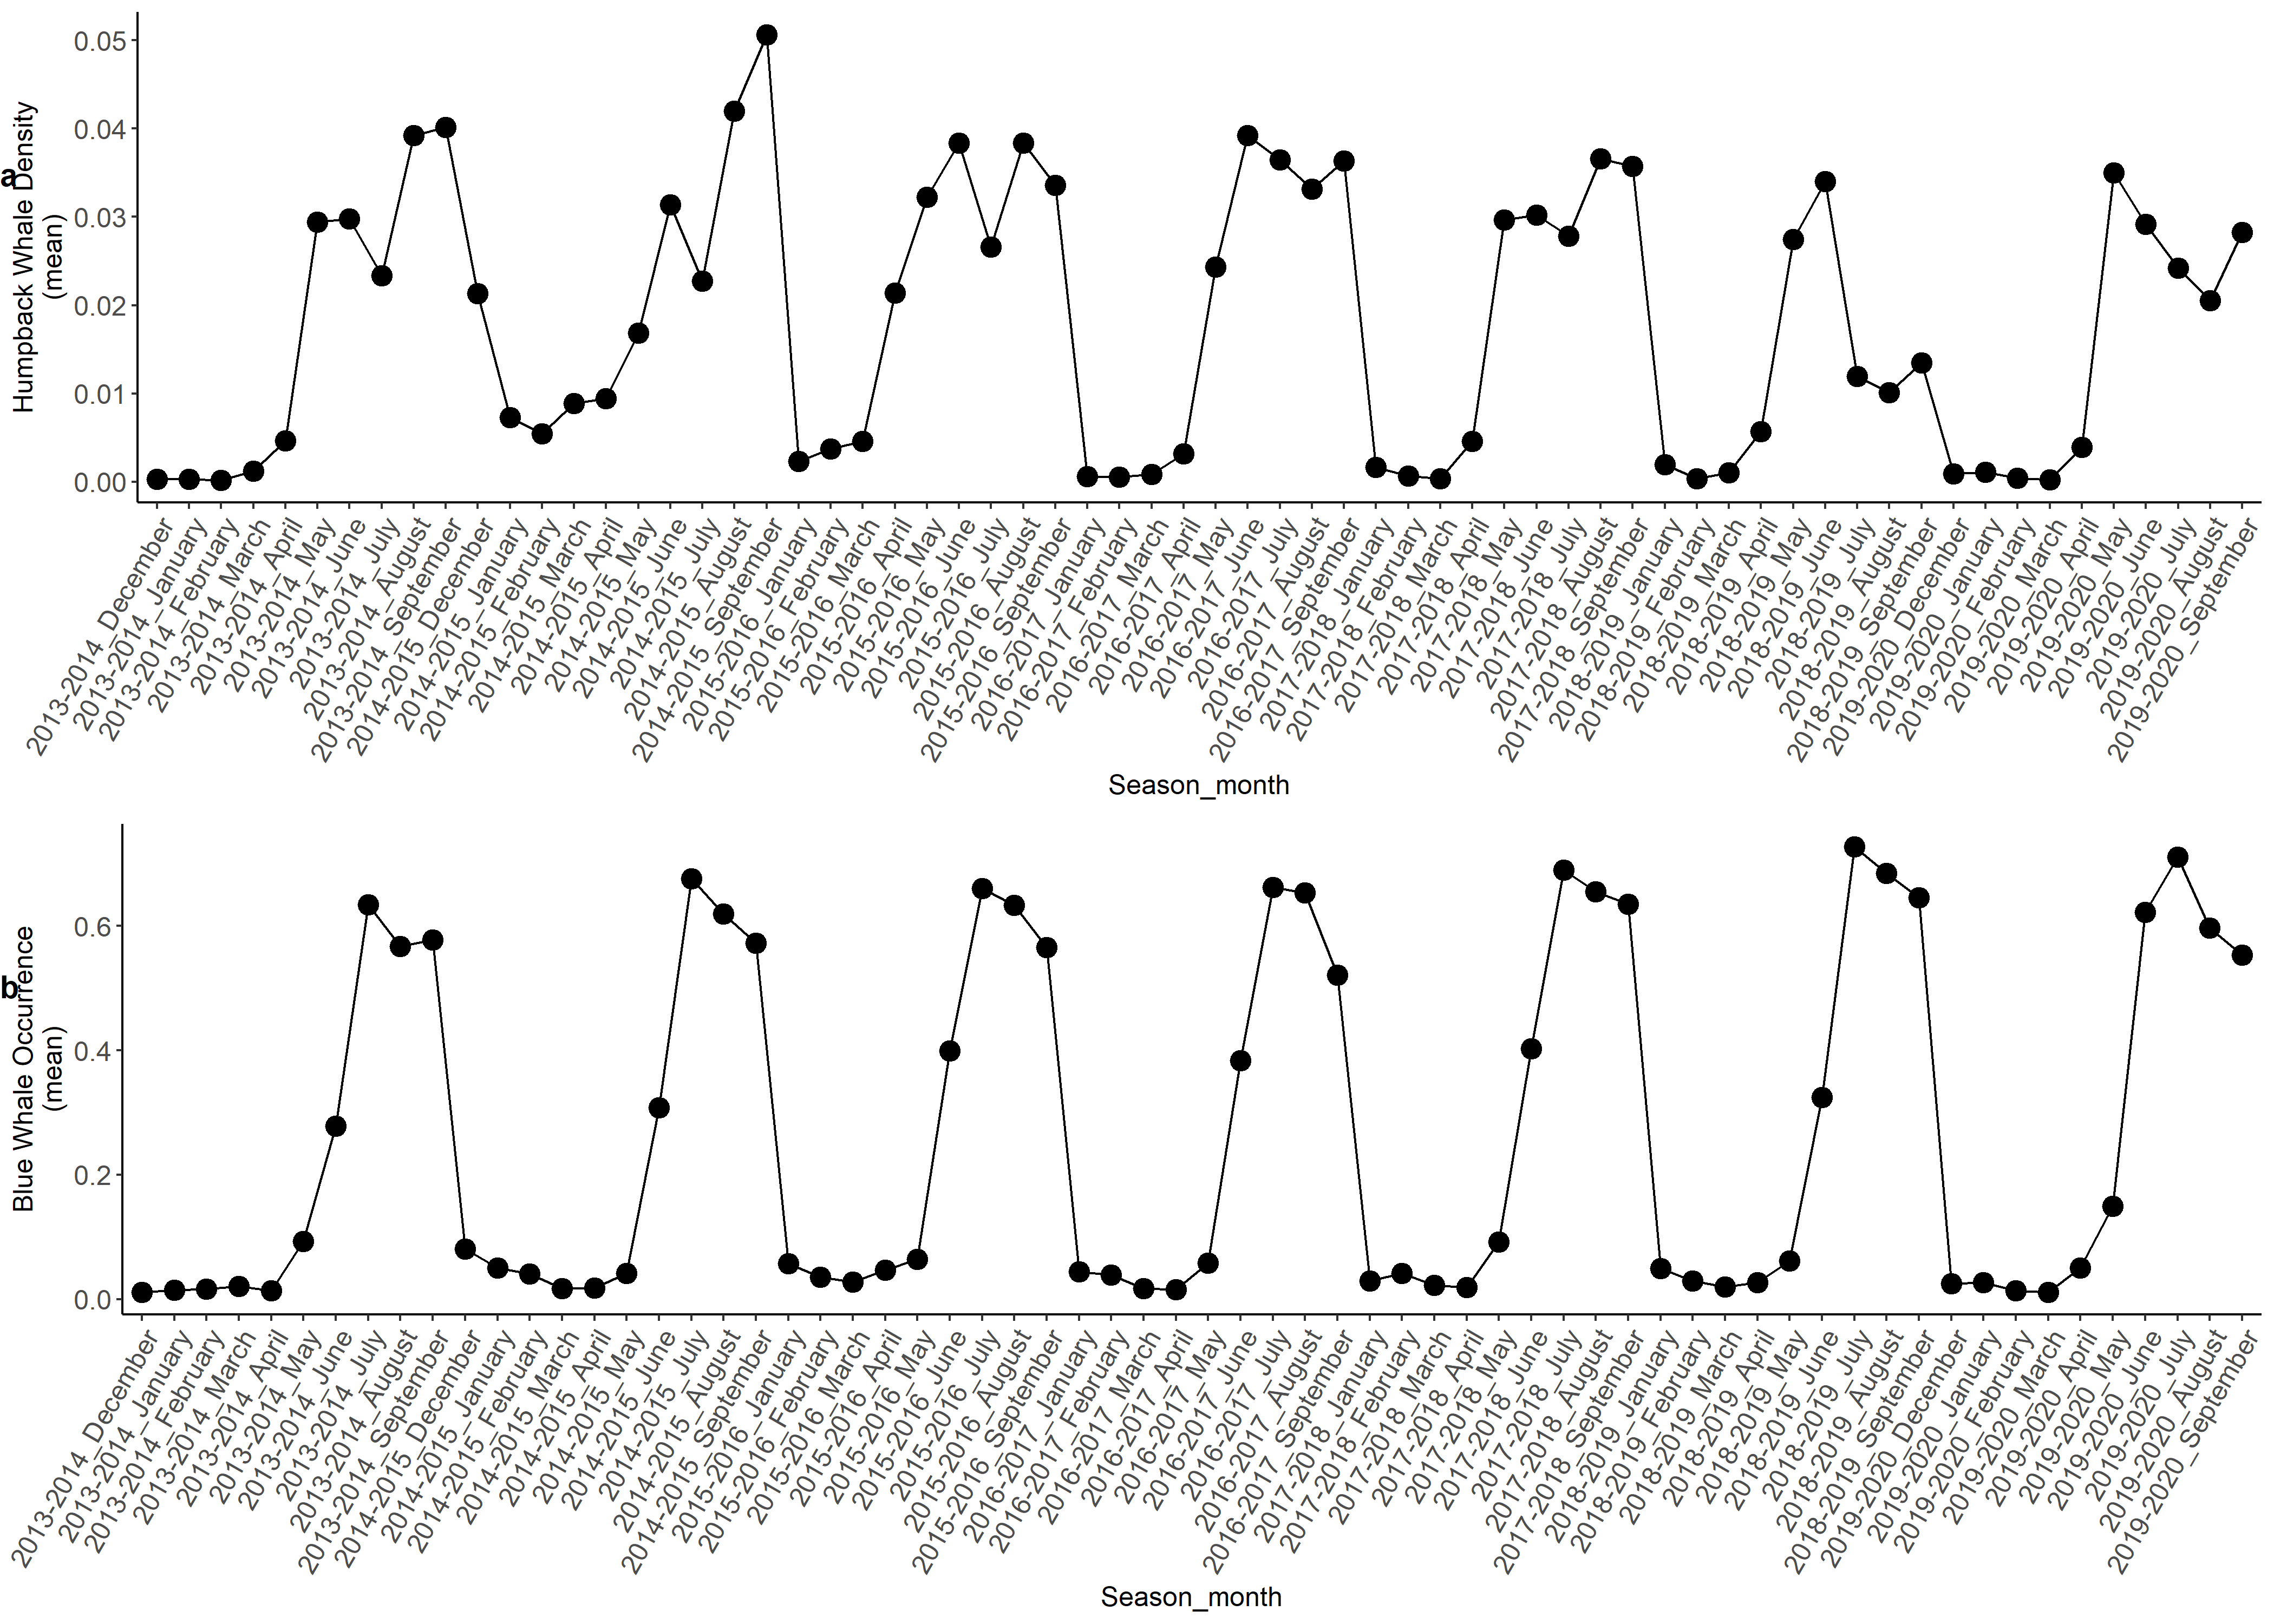 a
Humpback Whale Density
(mean)
0.05
0.04
0.03
0.02
0.01
0.00
2013-2014_December
2013-2014_January
2013-2014_February
2013-2014_March
2013-2014_April
2013-2014_May
2013-2014_June
2013-2014_July
2013-2014_August
2013-2014_September
2014-2015_December
2014-2015_January
2014-2015_February
2014-2015_March
2014-2015_April
2014-2015_May
2014-2015_June
2014-2015_July
2014-2015_August
2014-2015_September
2015-2016_January
2015-2016_February
2015-2016_March
2015-2016_April
2015-2016_May
2015-2016_June
2015-2016_July
2015-2016_August
2015-2016_September
2016-2017_January
2016-2017_February
2016-2017_March
2016-2017_April
2016-2017_May
2016-2017_June
2016-2017_July
2016-2017_August
2016-2017_September
2017-2018_January
2017-2018_February
2017-2018_March
2017-2018_April
2017-2018_May
2017-2018_June
2017-2018_July
2017-2018_August
2017-2018_September
2018-2019_January
2018-2019_February
2018-2019_March
2018-2019_April
2018-2019_May
2018-2019_June
2018-2019_July
2018-2019_August
2018-2019_September
2019-2020_December
2019-2020_January
2019-2020_February
2019-2020_March
2019-2020_April
2019-2020_May
2019-2020_June
2019-2020_July
2019-2020_August
2019-2020_September
Season_month
b
Blue Whale Occurrence
(mean)
0.6
0.4
0.2
0.0
2013-2014_December
2013-2014_January
2013-2014_February
2013-2014_March
2013-2014_April
2013-2014_May
2013-2014_June
2013-2014_July
2013-2014_August
2013-2014_September
2014-2015_December
2014-2015_January
2014-2015_February
2014-2015_March
2014-2015_April
2014-2015_May
2014-2015_June
2014-2015_July
2014-2015_August
2014-2015_September
2015-2016_January
2015-2016_February
2015-2016_March
2015-2016_April
2015-2016_May
2015-2016_June
2015-2016_July
2015-2016_August
2015-2016_September
2016-2017_January
2016-2017_February
2016-2017_March
2016-2017_April
2016-2017_May
2016-2017_June
2016-2017_July
2016-2017_August
2016-2017_September
2017-2018_January
2017-2018_February
2017-2018_March
2017-2018_April
2017-2018_May
2017-2018_June
2017-2018_July
2017-2018_August
2017-2018_September
2018-2019_January
2018-2019_February
2018-2019_March
2018-2019_April
2018-2019_May
2018-2019_June
2018-2019_July
2018-2019_August
2018-2019_September
2019-2020_December
2019-2020_January
2019-2020_February
2019-2020_March
2019-2020_April
2019-2020_May
2019-2020_June
2019-2020_July
2019-2020_August
2019-2020_September
Season_month